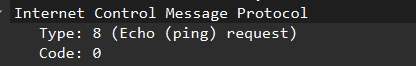 Internet Control Message Protocol
Type: 8 (Echo (ping) request)
Code: 0